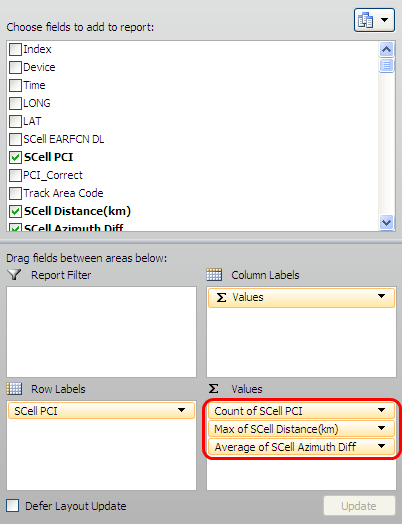 Choose fields to add to report:
Index
Device
Time
LONG
LAT
SCell EARFCN DL
SCell PCI
PCI_Correct
Track Area Code
SCell Distance(km)
SCell Azimuth Diff
Drag fields between areas below:
Report Filter
Column Labels
Σ Values
Row Labels
Σ Values
SCell PCI
Count of SCell PCI
Max of SCell Distance(km)
Average of SCell Azimuth Diff
Defer Layout Update
Update